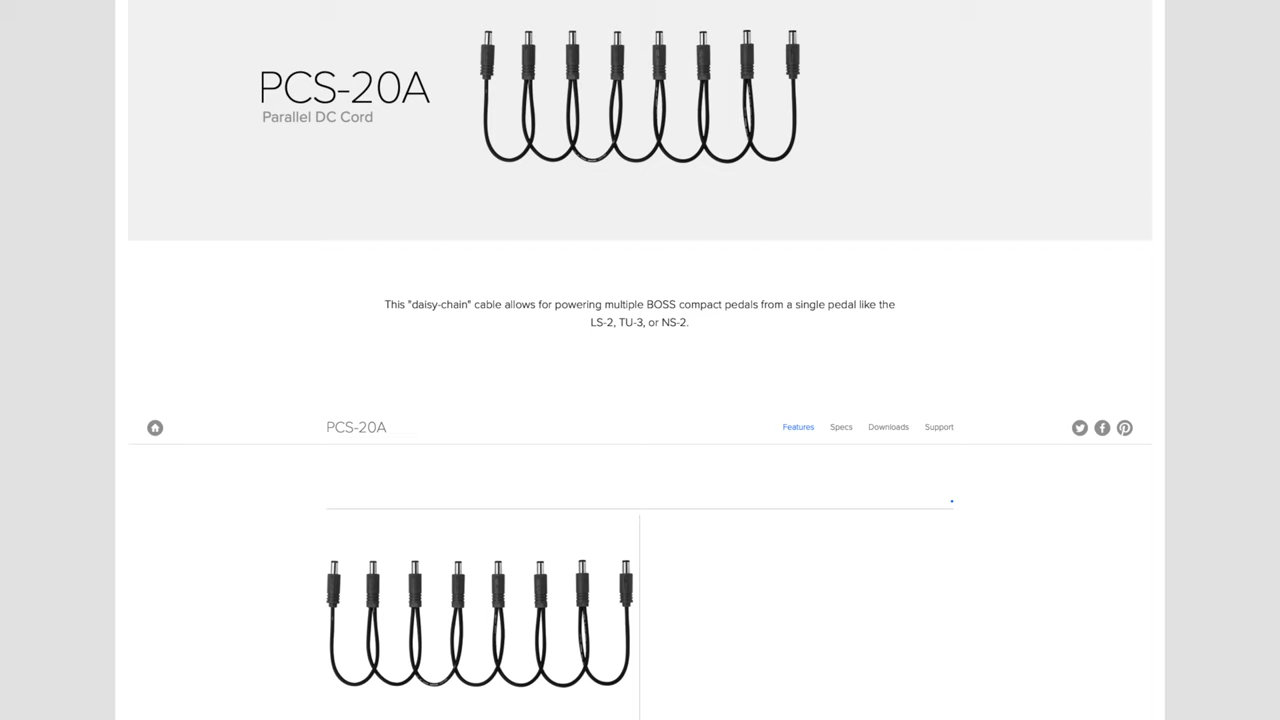 PCS-20A
Parallel DC Cord
This "daisy-chain" cable allows for powering multiple BOSS compact pedals from a single pedal like the
LS-2, TU-3, or NS-2.
PCS-20A
Features Specs Downloads Support